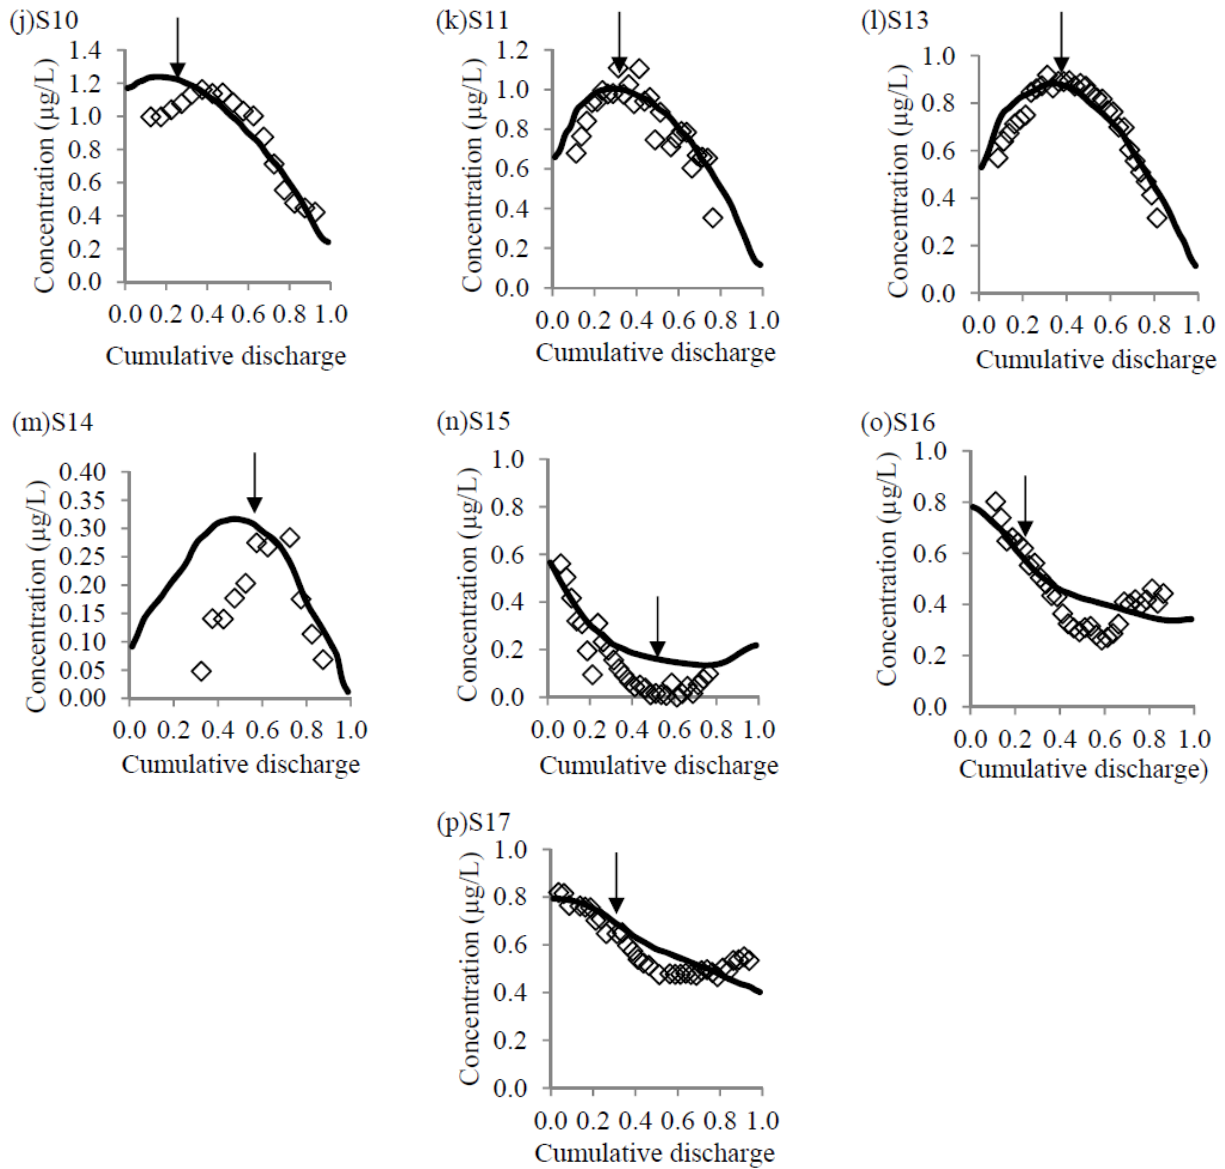 (j)S10
Concentration (µg/L)
1.4
1.2
1.0
0.8
0.6
0.4
0.2
0.0
0.0 0.2 0.4 0.6 0.8 1.0
Cumulative discharge
(k)S11
Concentration (µg/L)
1.2
1.0
0.8
0.6
0.4
0.2
0.0
0.0 0.2 0.4 0.6 0.8 1.0
Cumulative discharge
(l)S13
Concentration (µg/L)
1.0
0.8
0.6
0.4
0.2
0.0
0.0 0.2 0.4 0.6 0.8 1.0
Cumulative discharge
(m)S14
Concentration (µg/L)
0.40
0.35
0.30
0.25
0.20
0.15
0.10
0.05
0.00
0.0 0.2 0.4 0.6 0.8 1.0
Cumulative discharge
(n)S15
Concentration (µg/L)
1.0
0.8
0.6
0.4
0.2
0.0
0.0 0.2 0.4 0.6 0.8 1.0
Cumulative discharge
(o)S16
Concentration (µg/L)
1.0
0.8
0.6
0.4
0.2
0.0
0.0 0.2 0.4 0.6 0.8 1.0
Cumulative discharge)
(p)S17
Concentration (µg/L)
1.0
0.8
0.6
0.4
0.2
0.0
0.0 0.2 0.4 0.6 0.8 1.0
Cumulative discharge